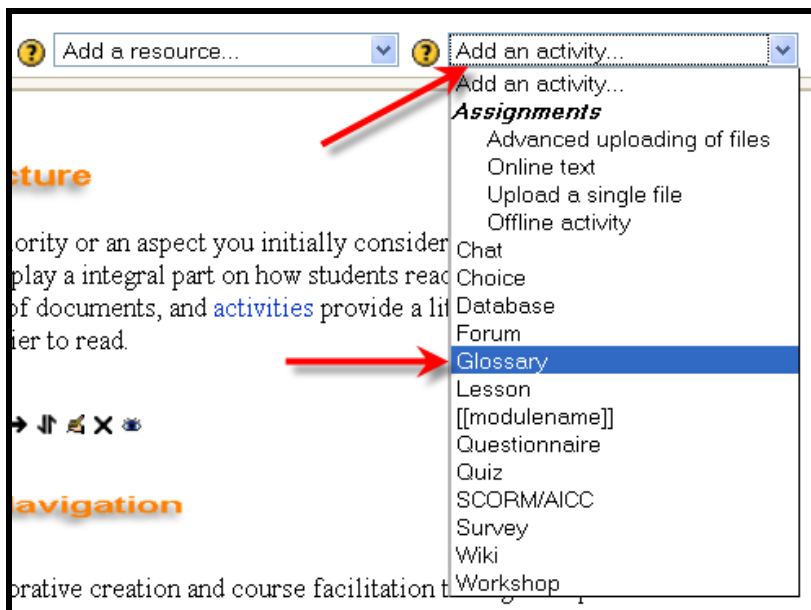 Add a resource...
Add an activity...
Add an activity...
Assignments
Advanced uploading of files
Online text
Upload a single file
Offline activity
Chat
Choice
Database
Forum
Glossary
Lesson
[[modulename]]
Questionnaire
Quiz
SCORM/AICC
Survey
Wiki
Workshop
cture
ority or an aspect you initially consider
play a integral part on how students read
of documents, and activities provide a li
ier to read.
avigation
orative creation and course facilitation t